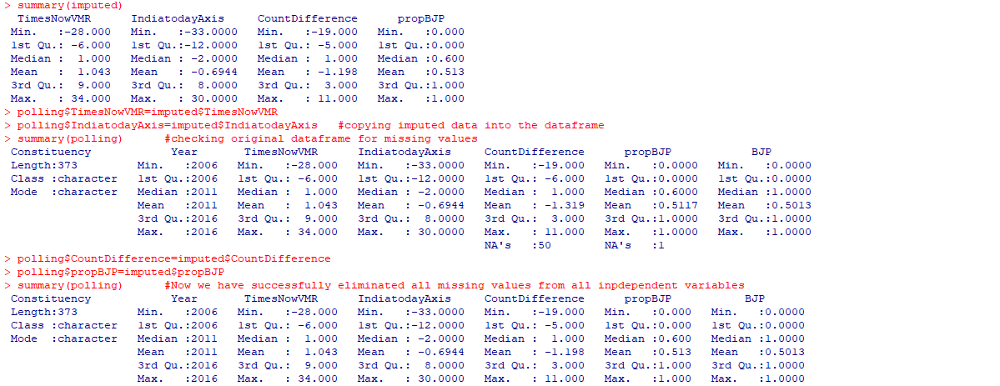 > summary(imputed)
  TimesNowVMR      IndiatodayAxis     CountDifference      propBJP
 Min.   :-28.000   Min.   :-33.0000   Min.   :-19.000   Min.   :0.000
 1st Qu.: -6.000   1st Qu.:-12.0000   1st Qu.: -5.000   1st Qu.:0.000
 Median :  1.000   Median : -2.0000   Median :  1.000   Median :0.600
 Mean   :  1.043   Mean   : -0.6944   Mean   : -1.198   Mean   :0.513
 3rd Qu.:  9.000   3rd Qu.:  8.0000   3rd Qu.:  3.000   3rd Qu.:1.000
 Max.   : 34.000   Max.   : 30.0000   Max.   : 11.000   Max.   :1.000
> polling$TimesNowVMR=imputed$TimesNowVMR
> polling$IndiatodayAxis=imputed$IndiatodayAxis   #copying imputed data into the dataframe
> summary(polling)      #checking original dataframe for missing values
 Constituency            Year       TimesNowVMR      IndiatodayAxis     CountDifference      propBJP            BJP
 Length:373         Min.   :2006   Min.   :-28.000   Min.   :-33.0000   Min.   :-19.000   Min.   :0.0000   Min.   :0.0000
 Class :character   1st Qu.:2006   1st Qu.: -6.000   1st Qu.:-12.0000   1st Qu.: -6.000   1st Qu.:0.0000   1st Qu.:0.0000
 Mode  :character   Median :2011   Median :  1.000   Median : -2.0000   Median :  1.000   Median :0.6000   Median :1.0000
                    Mean   :2011   Mean   :  1.043   Mean   : -0.6944   Mean   : -1.319   Mean   :0.5117   Mean   :0.5013
                    3rd Qu.:2016   3rd Qu.:  9.000   3rd Qu.:  8.0000   3rd Qu.:  3.000   3rd Qu.:1.0000   3rd Qu.:1.0000
                    Max.   :2016   Max.   : 34.000   Max.   : 30.0000   Max.   : 11.000   Max.   :1.0000   Max.   :1.0000
                                                                        NA's   :50        NA's   :1
> polling$CountDifference=imputed$CountDifference
> polling$propBJP=imputed$propBJP
> summary(polling)      #Now we have successfully eliminated all missing values from all inpdependent variables
 Constituency            Year       TimesNowVMR      IndiatodayAxis     CountDifference      propBJP           BJP
 Length:373         Min.   :2006   Min.   :-28.000   Min.   :-33.0000   Min.   :-19.000   Min.   :0.000   Min.   :0.0000
 Class :character   1st Qu.:2006   1st Qu.: -6.000   1st Qu.:-12.0000   1st Qu.: -5.000   1st Qu.:0.000   1st Qu.:0.0000
 Mode  :character   Median :2011   Median :  1.000   Median : -2.0000   Median :  1.000   Median :0.600   Median :1.0000
                    Mean   :2011   Mean   :  1.043   Mean   : -0.6944   Mean   : -1.198   Mean   :0.513   Mean   :0.5013
                    3rd Qu.:2016   3rd Qu.:  9.000   3rd Qu.:  8.0000   3rd Qu.:  3.000   3rd Qu.:1.000   3rd Qu.:1.0000
                    Max.   :2016   Max.   : 34.000   Max.   : 30.0000   Max.   : 11.000   Max.   :1.000   Max.   :1.0000